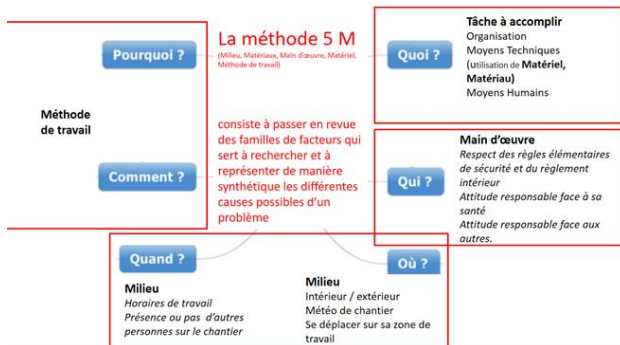 La méthode 5 M
(Milieu, Matériaux, Main d'œuvre, Matériel,
Méthode de travail)
consiste à passer en revue
des familles de facteurs qui
sert à rechercher et à
représenter de manière
synthétique les différentes
causes possibles d'un
problème
Pourquoi ?
Méthode
de travail
Comment ?
Quoi ?
Tâche à accomplir
Organisation
Moyens Techniques
(utilisation de Matériel,
Matériau)
Moyens Humains
Qui ?
Main d'œuvre
Respect des règles élémentaires
de sécurité et du règlement
intérieur
Attitude responsable face à sa
santé
Attitude responsable face aux
autres.
Quand ?
Milieu
Horaires de travail
Présence ou pas d'autres
personnes sur le chantier
Où ?
Milieu
Intérieur / extérieur
Météo de chantier
Se déplacer sur sa zone de
travail